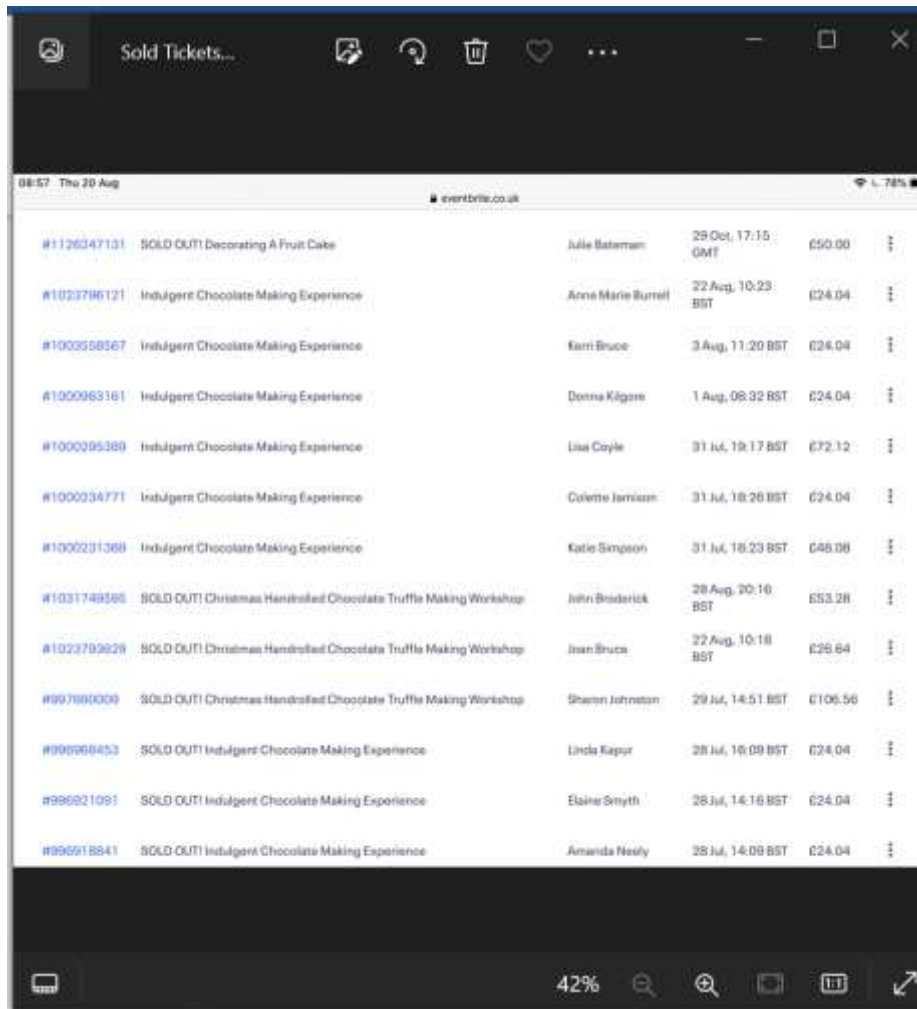 Sold Tickets...
08:57 Thu 20 Aug
78%
eventbrite.co.uk
#1126347131 SOLD OUT! Decorating A Fruit Cake Julie Bateman 29 Oct, 17:15 GMT £50.00
#1023796121 Indulgent Chocolate Making Experience Anne Marie Burrell 22 Aug, 10:23 BST £24.04
#1003558567 Indulgent Chocolate Making Experience Kerri Bruce 3 Aug, 11:20 BST £24.04
#1000963161 Indulgent Chocolate Making Experience Donna Kilgore 1 Aug, 08:32 BST £24.04
Indulgent Chocolate Making Experience Lisa Coyle 31 Jul, 19:17 BST £72.12
#1000234771 Indulgent Chocolate Making Experience Colette Jamison 31 Jul, 18:26 BST £24.04
Indulgent Chocolate Making Experience Katie Simpson 31 Jul, 18:23 BST £48.08
SOLD OUT! Christmas Handrolled Chocolate Truffle Making Workshop John Broderick 28 Aug, 20:16 BST £53.28
SOLD OUT! Christmas Handrolled Chocolate Truffle Making Workshop Joan Bruce 22 Aug, 10:18 BST £26.64
SOLD OUT! Christmas Handrolled Chocolate Truffle Making Workshop Sharon Johnston 29 Jul, 14:51 BST £106.56
SOLD OUT! Indulgent Chocolate Making Experience Linda Kapur 28 Jul, 16:09 BST £24.04
#996921091 SOLD OUT! Indulgent Chocolate Making Experience Elaine Smyth 28 Jul, 14:16 BST £24.04
#996918841 SOLD OUT! Indulgent Chocolate Making Experience Amanda Neely 28 Jul, 14:09 BST £24.04
42%
1:1